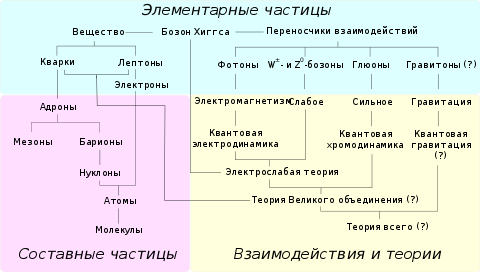 Элементарные частицы
Вещество Бозон Хиггса Переносчики взаимодействий
Кварки Лептоны Фотоны W±- и Z0-бозоны Глюоны Гравитоны (?)
Электроны
Электромагнетизм Слабое Сильное Гравитация
Адроны
Квантовая электродинамика Квантовая хромодинамика Квантовая гравитация (?)
Мезоны Барионы
Нуклоны Электрослабая теория
Атомы Теория Великого объединения (?)
Молекулы Теория всего (?)
Составные частицы Взаимодействия и теории